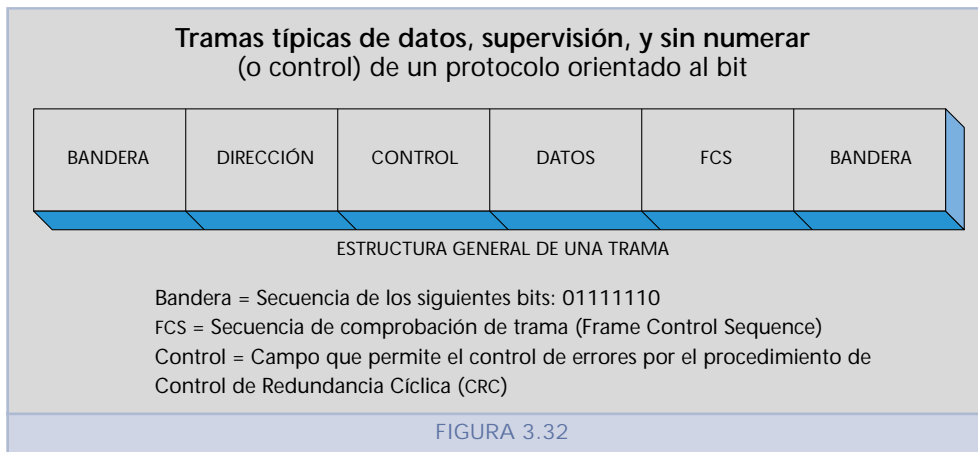 Tramas típicas de datos, supervisión, y sin numerar
(o control) de un protocolo orientado al bit
BANDERA DIRECCIÓN CONTROL DATOS FCS BANDERA
ESTRUCTURA GENERAL DE UNA TRAMA
Bandera = Secuencia de los siguientes bits: 01111110
FCS = Secuencia de comprobación de trama (Frame Control Sequence)
Control = Campo que permite el control de errores por el procedimiento de
Control de Redundancia Cíclica (CRC)
FIGURA 3.32